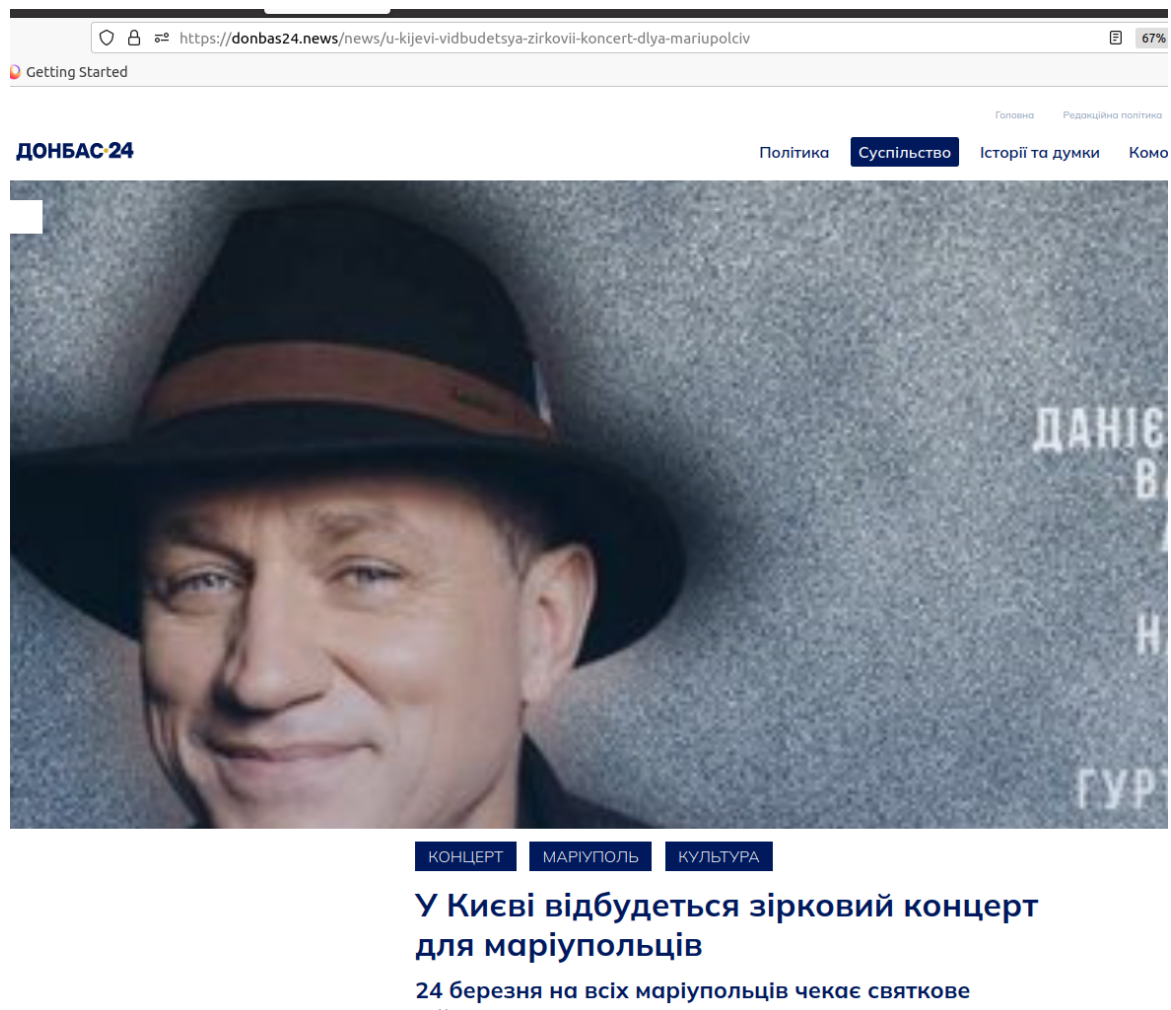 https://donbas24.news/news/u-kijevi-vidbudetsya-zirkovii-koncert-dlya-mariupolciv
67%
Getting Started
Головна Редакційна політика
ДОНБАС·24
Політика Суспільство Історії та думки
КОНЦЕРТ МАРІУПОЛЬ КУЛЬТУРА
У Києві відбудеться зірковий концерт
для маріупольців
24 березня на всіх маріупольців чекає святкове